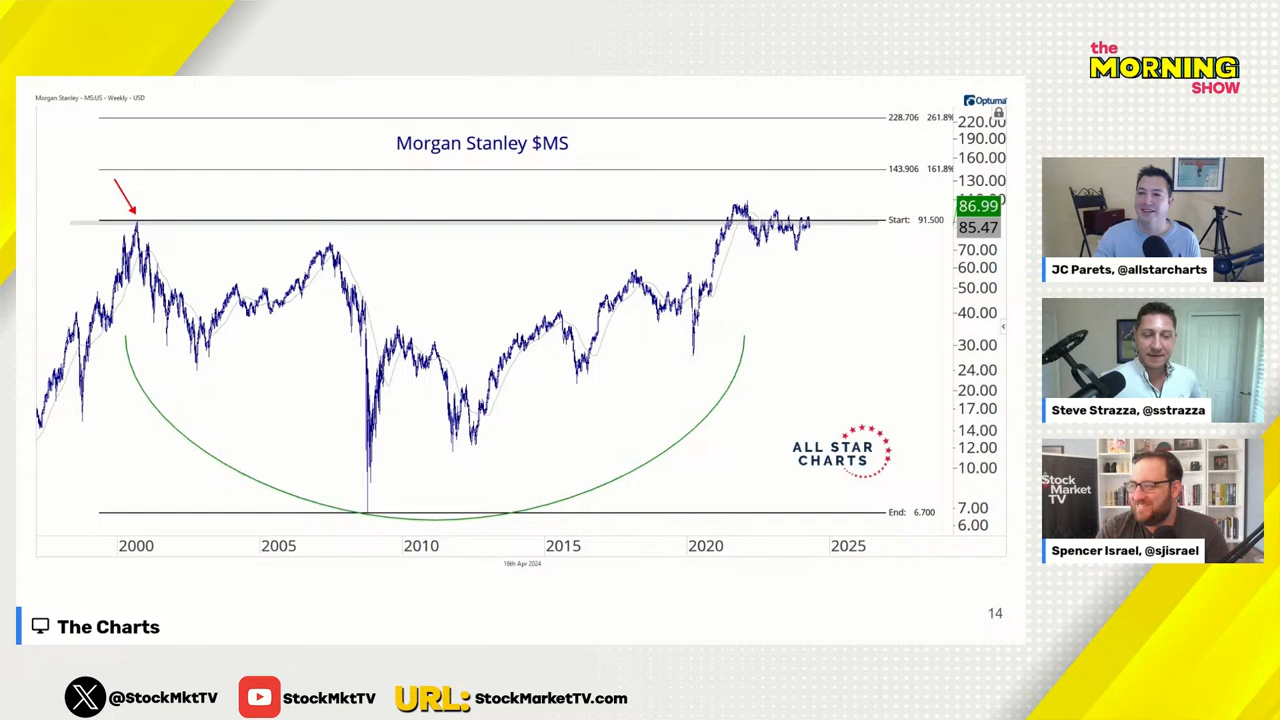 the
MORNING
SHOW
Morgan Stanley - MS:US - Weekly - USD
Optuma
Morgan Stanley $MS
228.706 261.8%
143.906 161.8%
Start: 91.500
End: 6.700
220.00
190.00
160.00
130.00
86.99
85.47
70.00
60.00
50.00
40.00
30.00
24.00
20.00
17.00
14.00
12.00
10.00
7.00
6.00
ALL STAR
CHARTS
2000 2005 2010 2015 2020 2025
16th Apr 2024
14
The Charts
JC Parets, @allstarcharts
Steve Strazza, @sstrazza
Stock
Market
TV
Spencer Israel, @sjisrael
@StockMktTV StockMktTV URL: StockMarketTV.com